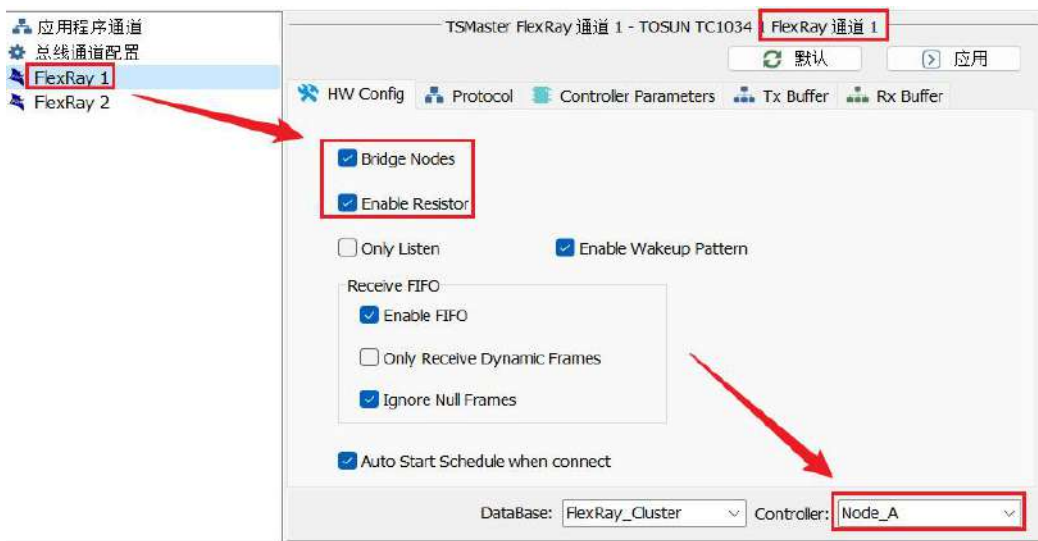 应用程序通道
总线通道配置
FlexRay 1
FlexRay 2
TSMaster FlexRay 通道 1 - TOSUN TC1034 1 FlexRay 通道 1
默认
应用
HW Config
Protocol
Controller Parameters
Tx Buffer
Rx Buffer
Bridge Nodes
Enable Resistor
Only Listen
Enable Wakeup Pattern
Receive FIFO
Enable FIFO
Only Receive Dynamic Frames
Ignore Null Frames
Auto Start Schedule when connect
DataBase: FlexRay_Cluster
Controller: Node_A